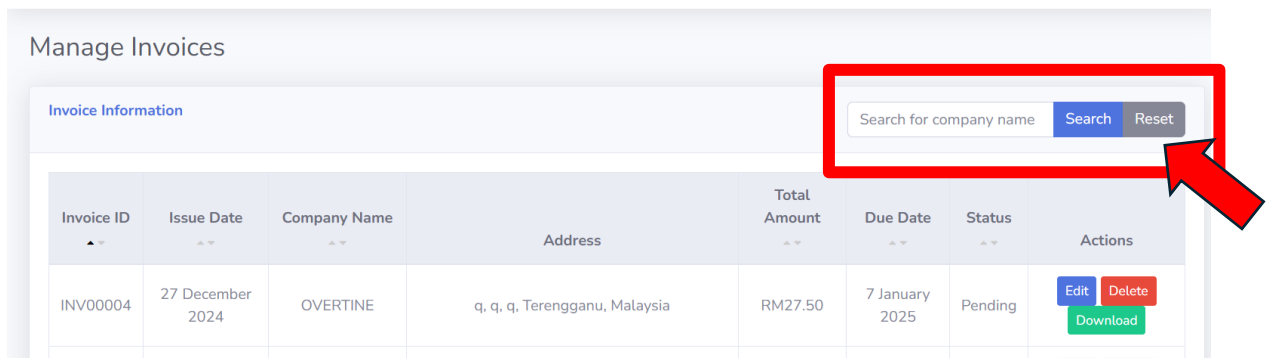 Manage Invoices
Invoice Information
Search for company name Search Reset
Total
Invoice ID Issue Date Company Name Amount Due Date Status
Address Actions
27 December 7 January Edit Delete
INV00004 OVERTINE q, q, q, Terengganu, Malaysia RM27.50 Pending
2024 2025 Download